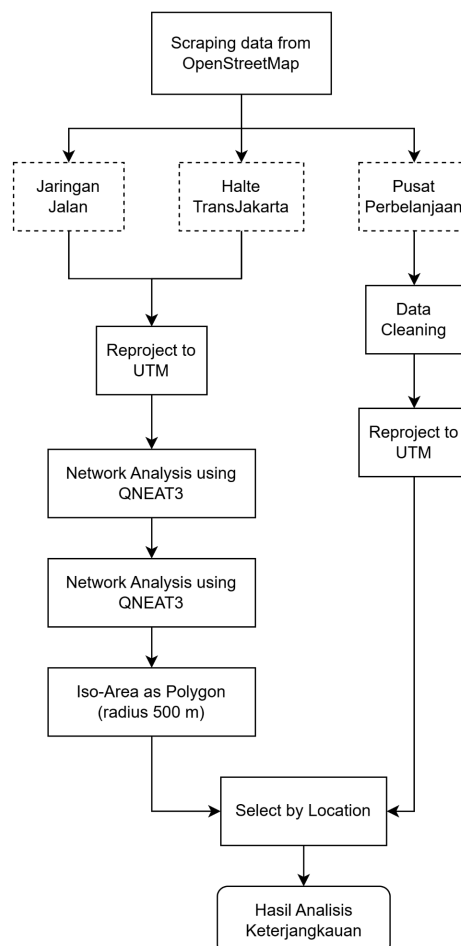 Scraping data from
OpenStreetMap
Jaringan
Jalan
Halte
TransJakarta
Pusat
Perbelanjaan
Reproject to
UTM
Data
Cleaning
Reproject to
UTM
Network Analysis using
QNEAT3
Network Analysis using
QNEAT3
Iso-Area as Polygon
(radius 500 m)
Select by Location
Hasil Analisis
Keterjangkauan